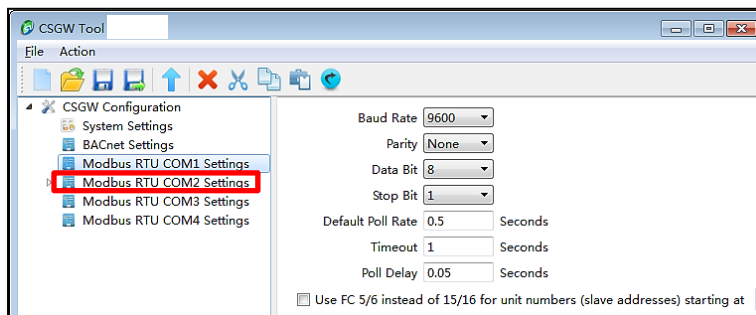 CSGW Tool
File Action
CSGW Configuration
System Settings
BACnet Settings
Modbus RTU COM1 Settings
Modbus RTU COM2 Settings
Modbus RTU COM3 Settings
Modbus RTU COM4 Settings
Baud Rate 9600
Parity None
Data Bit 8
Stop Bit 1
Default Poll Rate 0.5 Seconds
Timeout 1 Seconds
Poll Delay 0.05 Seconds
Use FC 5/6 instead of 15/16 for unit numbers (slave addresses) starting at